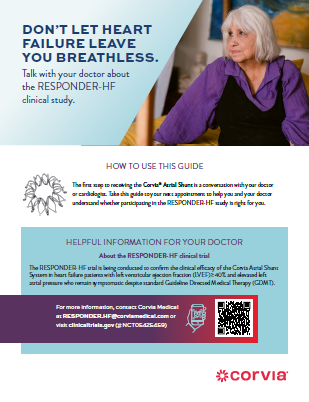 DON'T LET HEART
FAILURE LEAVE
YOU BREATHLESS.
Talk with your doctor about
the RESPONDER-HF
clinical study.
HOW TO USE THIS GUIDE
The first step to receiving the Corvia® Atrial Shunt is a conversation with your doctor
or cardiologist. Take this guide to your next appointment to help you and your doctor
understand whether participating in the RESPONDER-HF study is right for you.
HELPFUL INFORMATION FOR YOUR DOCTOR
About the RESPONDER-HF clinical trial
The RESPONDER-HF trial is being conducted to confirm the clinical efficacy of the Corvia Atrial Shunt
System in heart failure patients with left ventricular ejection fraction (LVEF) ≥ 40% and elevated left
atrial pressure who remain symptomatic despite standard Guideline Directed Medical Therapy (GDMT).
For more information, contact Corvia Medical
at RESPONDER.HF@corviamedical.com or
visit clinicaltrials.gov (#NCT05425459)
corvia